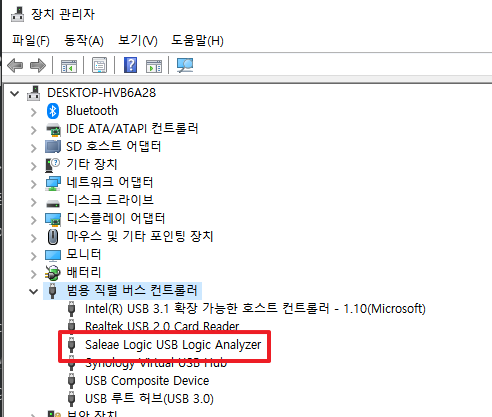 장치 관리자
파일(F) 동작(A) 보기(V) 도움말(H)
DESKTOP-HVB6A28
Bluetooth
IDE ATA/ATAPI 컨트롤러
SD 호스트 어댑터
기타 장치
네트워크 어댑터
디스크 드라이브
디스플레이 어댑터
마우스 및 기타 포인팅 장치
모니터
배터리
범용 직렬 버스 컨트롤러
Intel(R) USB 3.1 확장 가능한 호스트 컨트롤러 - 1.10(Microsoft)
Realtek USB 2.0 Card Reader
Saleae Logic USB Logic Analyzer
Synology Virtual USB Hub
USB Composite Device
USB 루트 허브(USB 3.0)
보안 장치